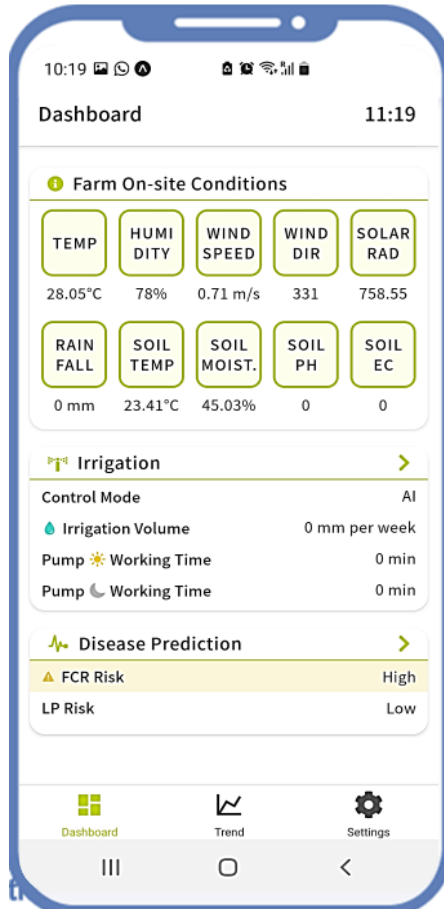 10:19
Dashboard 11:19
Farm On-site Conditions
TEMP HUMI DITY WIND SPEED WIND DIR SOLAR RAD
28.05°C 78% 0.71 m/s 331 758.55
RAIN FALL SOIL TEMP SOIL MOIST. SOIL PH SOIL EC
0 mm 23.41°C 45.03% 0 0
Irrigation
Control Mode AI
Irrigation Volume 0 mm per week
Pump Working Time 0 min
Pump Working Time 0 min
Disease Prediction
FCR Risk High
LP Risk Low
Dashboard Trend Settings